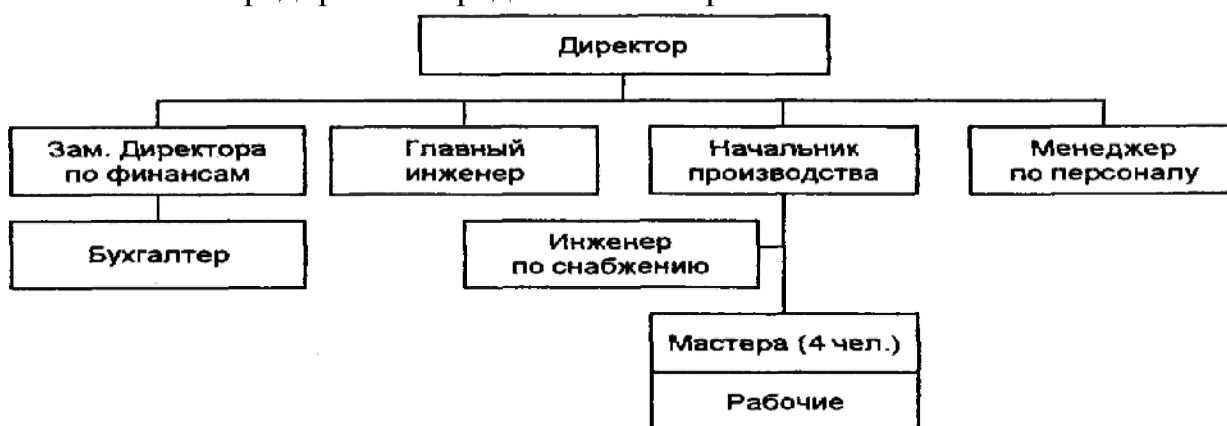 Директор
Зам. Директора
по финансам
Главный
инженер
Начальник
производства
Менеджер
по персоналу
Бухгалтер
Инженер
по снабжению
Мастера (4 чел.)
Рабочие